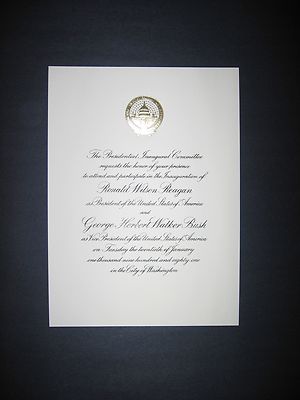 The Presidential Inaugural Committee
requests the honor of your presence
to attend and participate in the Inauguration of
Ronald Wilson Reagan
as President of the United States of America
and
George Herbert Walker Bush
as Vice President of the United States of America
on Tuesday the twentieth of January
one thousand nine hundred and eighty one
in the City of Washington